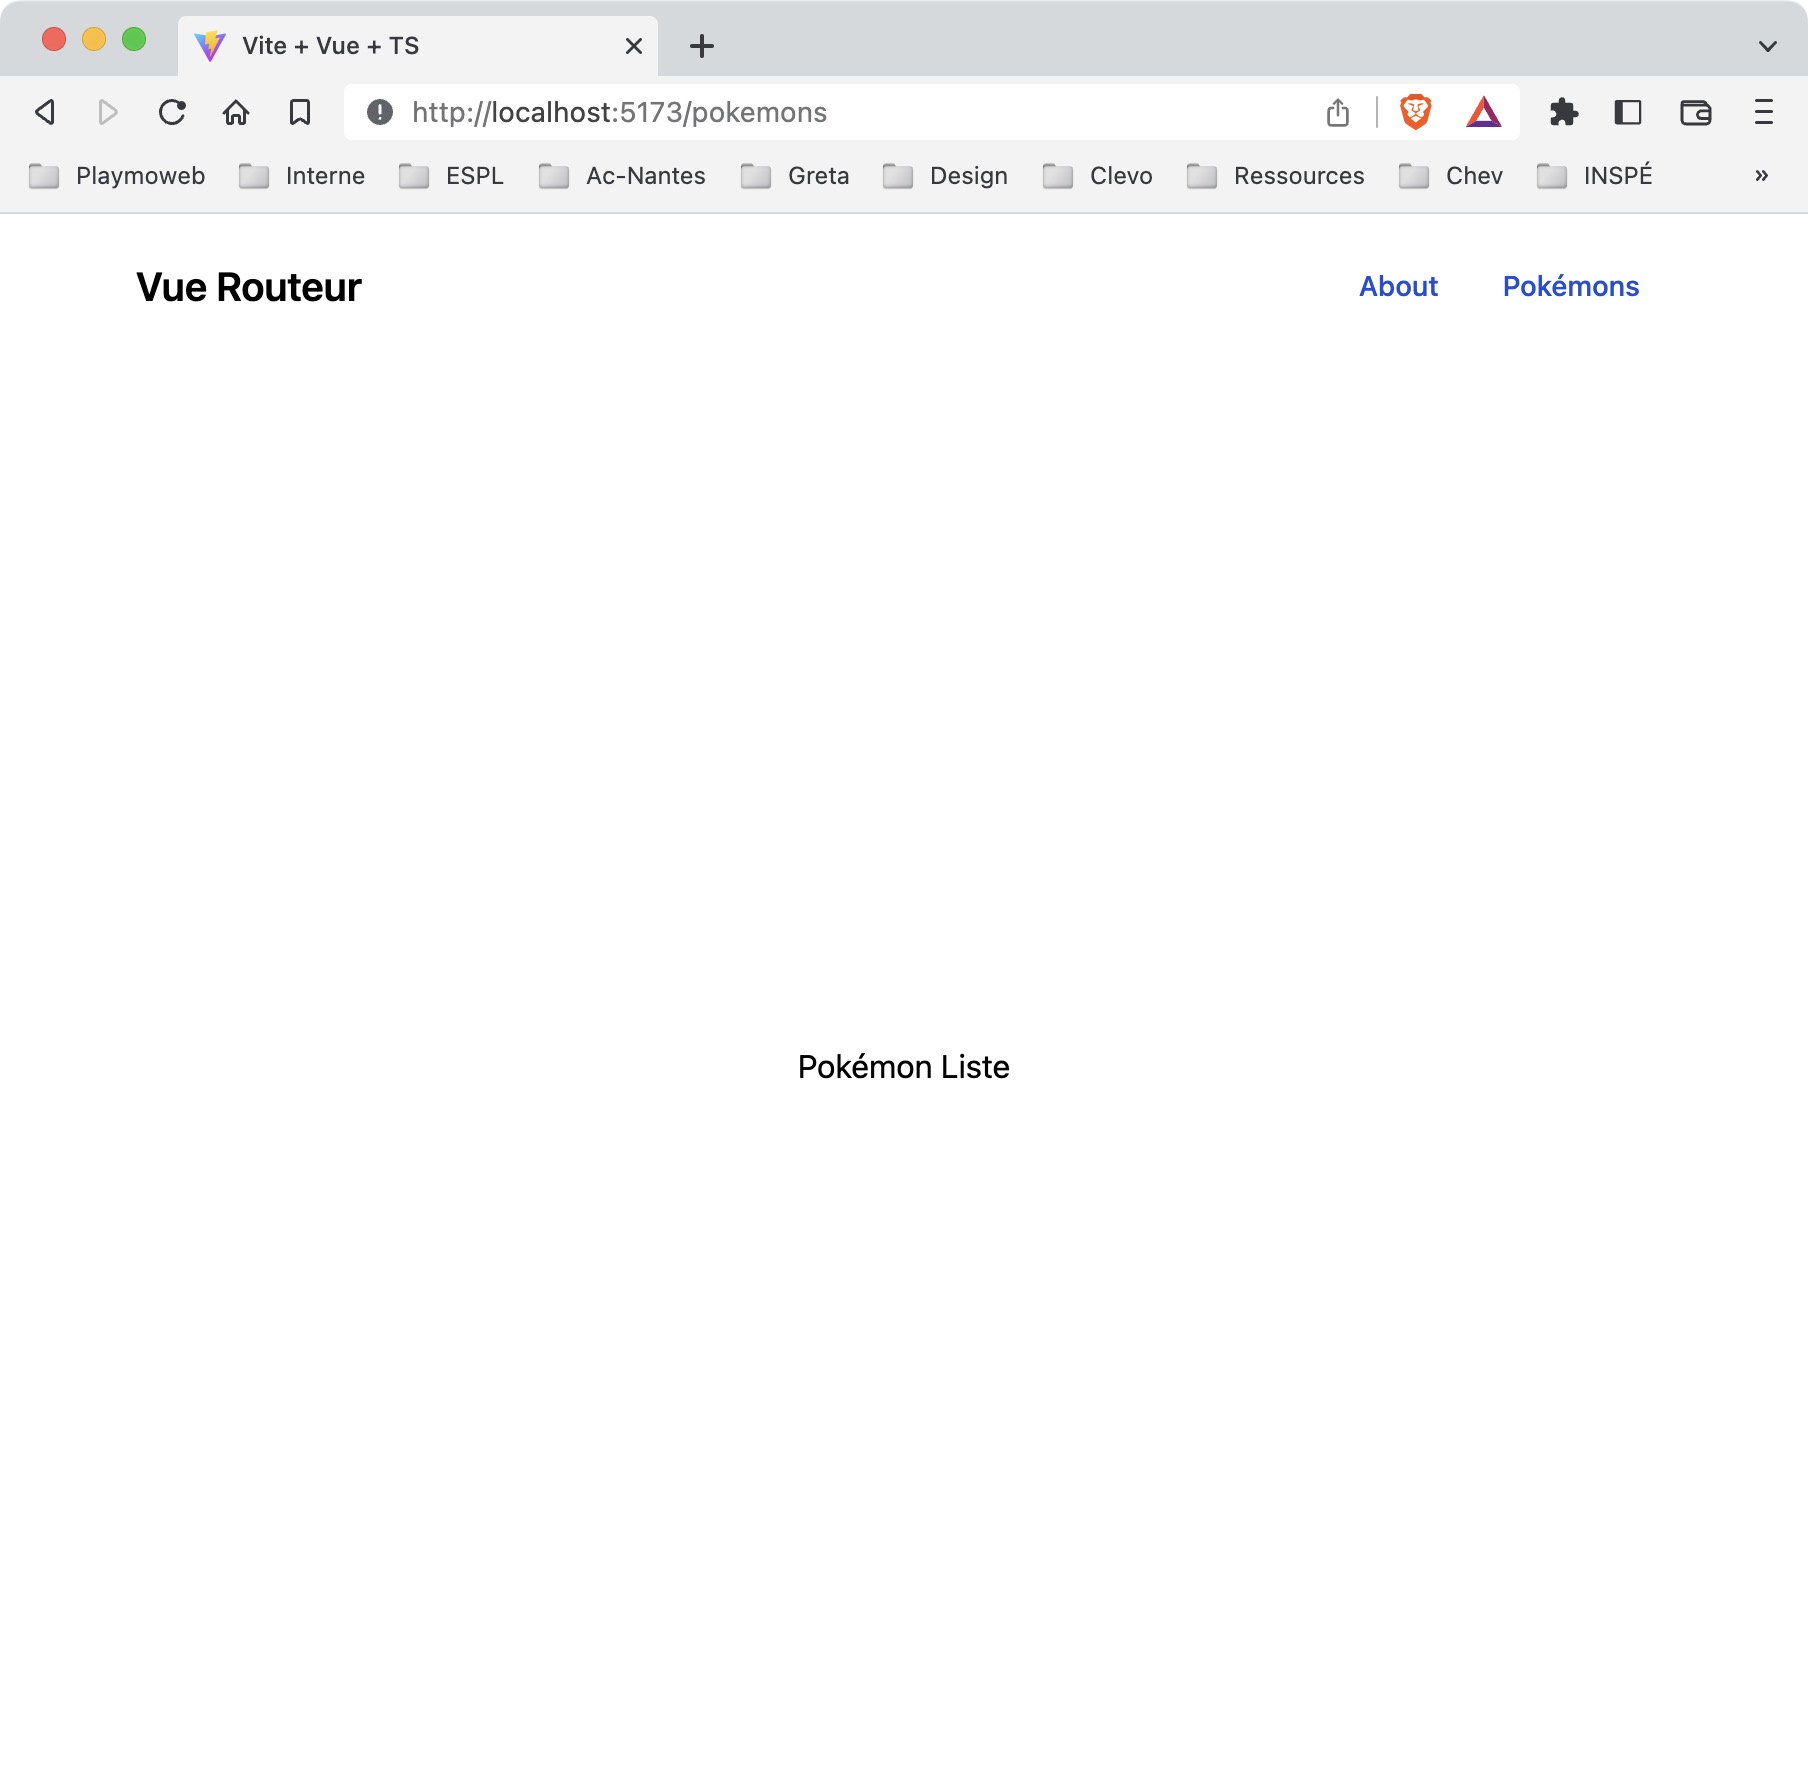 Vite + Vue + TS
http://localhost:5173/pokemons
Playmoweb Interne ESPL Ac-Nantes Greta Design Clevo Ressources Chev INSPÉ »
Vue Routeur About Pokémons
Pokémon Liste